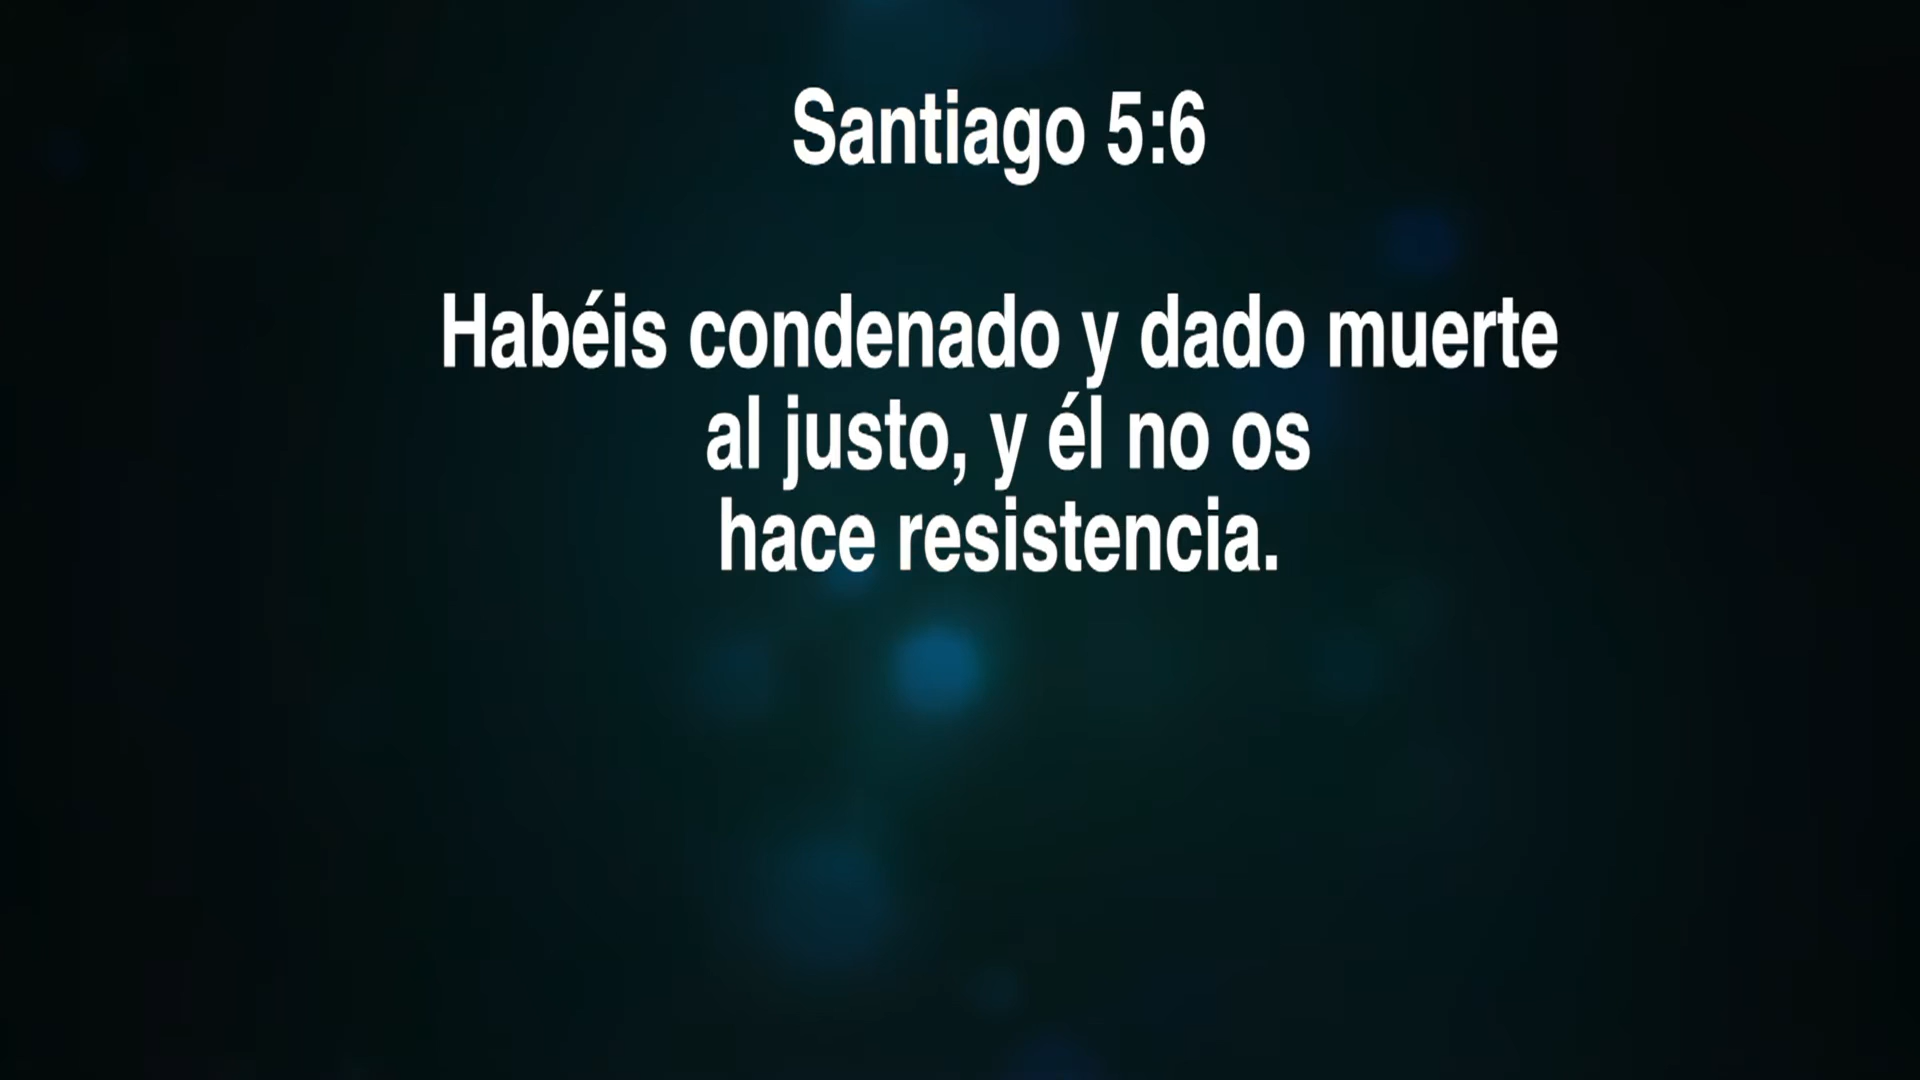 Santiago 5:6
Habéis condenado y dado muerte
al justo, y él no os
hace resistencia.